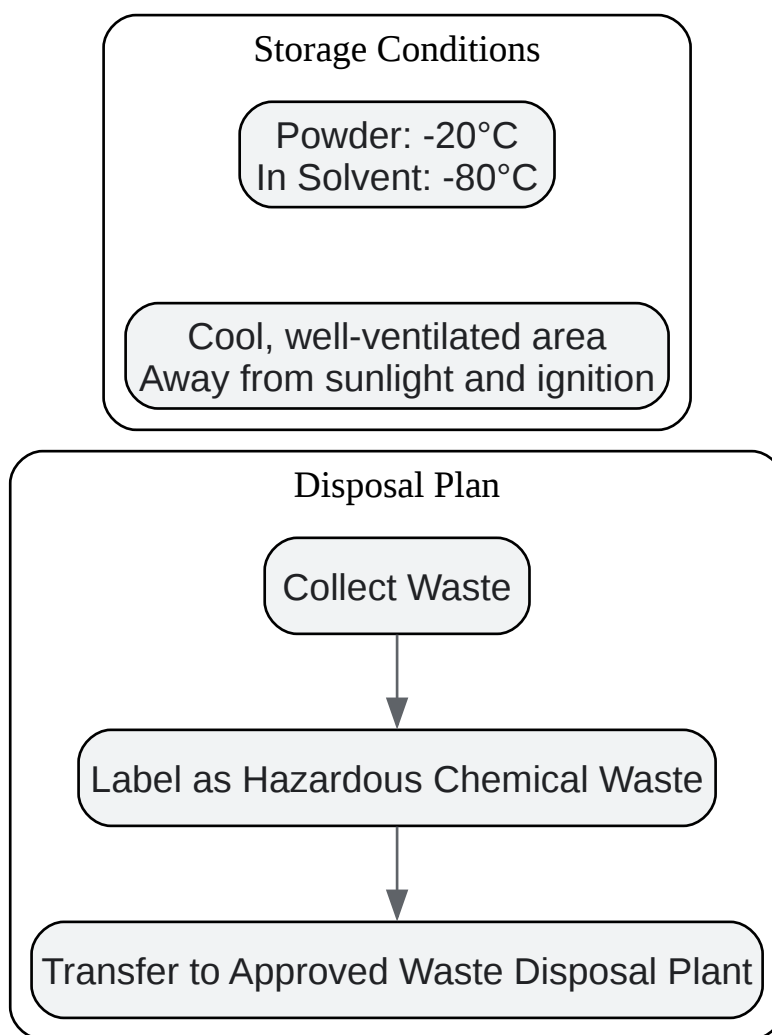 Storage Conditions
Powder: -20°C
In Solvent: -80°C
Cool, well-ventilated area
Away from sunlight and ignition
Disposal Plan
Collect Waste
Label as Hazardous Chemical Waste
Transfer to Approved Waste Disposal Plant